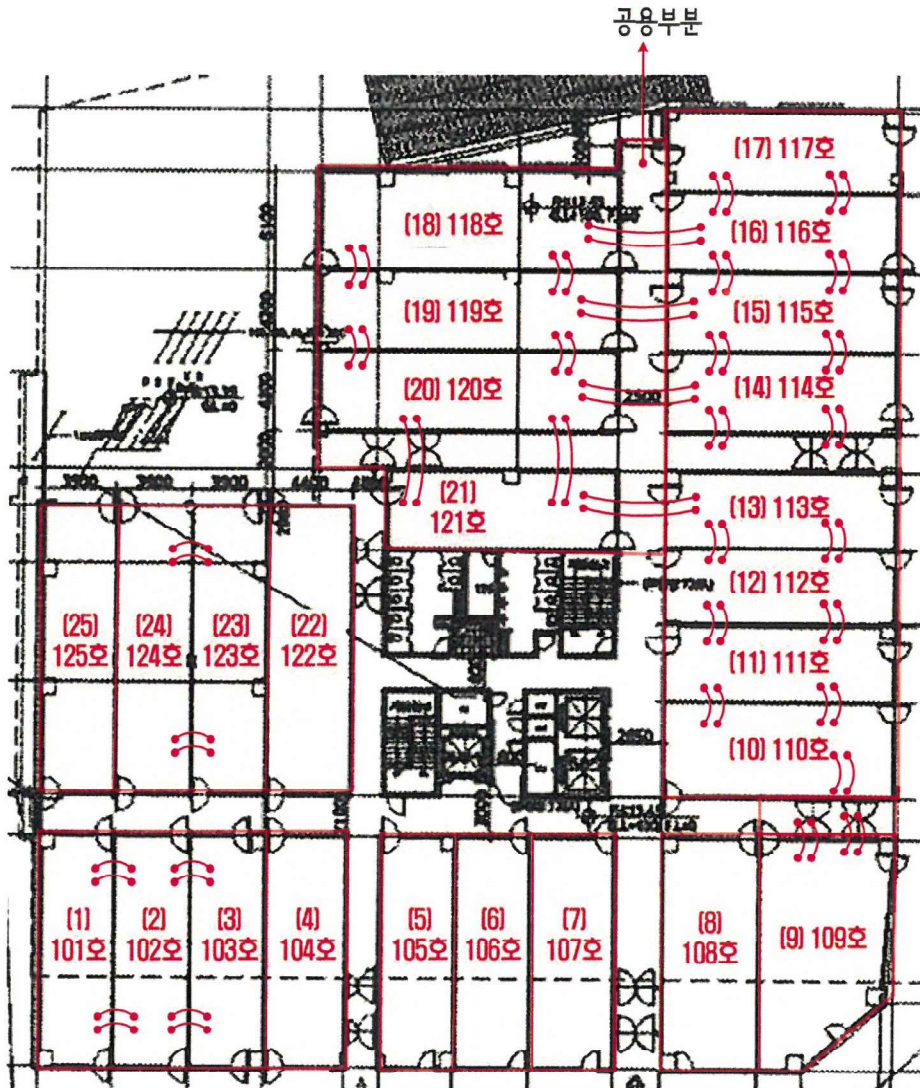 공용부분
(17) 117호
(18) 118호
(16) 116호
(19) 119호
(15) 115호
(20) 120호
(14) 114호
2300
(21)
121호
(13) 113호
(12) 112호
(25)
125호
(24)
124호
(23)
123호
(22)
122호
(11) 111호
(10) 110호
2650
(1)
101호
(2)
102호
(3)
103호
(4)
104호
(5)
105호
(6)
106호
(7)
107호
(8)
108호
(9) 109호